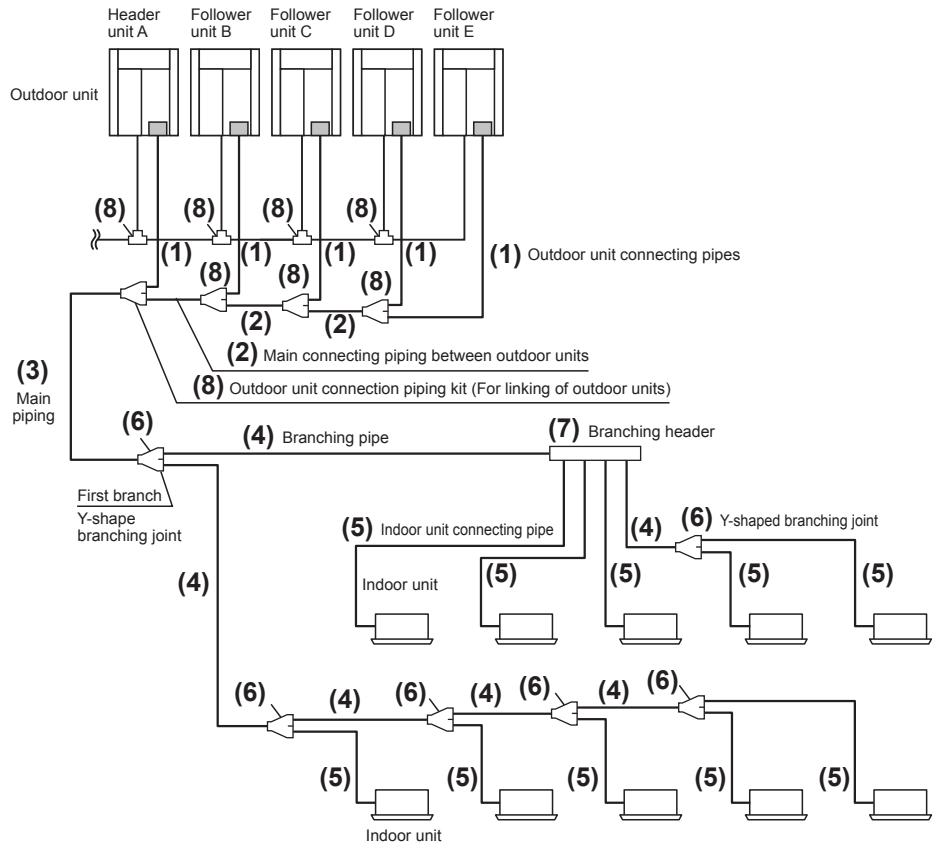 Header unit A
Follower unit B
Follower unit C
Follower unit D
Follower unit E
Outdoor unit
(8)
(8)
(8)
(8)
(1)
(1)
(1)
(1)
(1) Outdoor unit connecting pipes
(8)
(8)
(8)
(2)
(2)
(2) Main connecting piping between outdoor units
(3)
Main
piping
(8) Outdoor unit connection piping kit (For linking of outdoor units)
(6)
(4) Branching pipe
(7) Branching header
First branch
Y-shape
branching joint
(5) Indoor unit connecting pipe
(4)
(6) Y-shaped branching joint
(4)
Indoor unit
(5)
(5)
(5)
(5)
(6)
(4)
(6)
(4)
(6)
(4)
(6)
(5)
(5)
(5)
(5)
(5)
Indoor unit